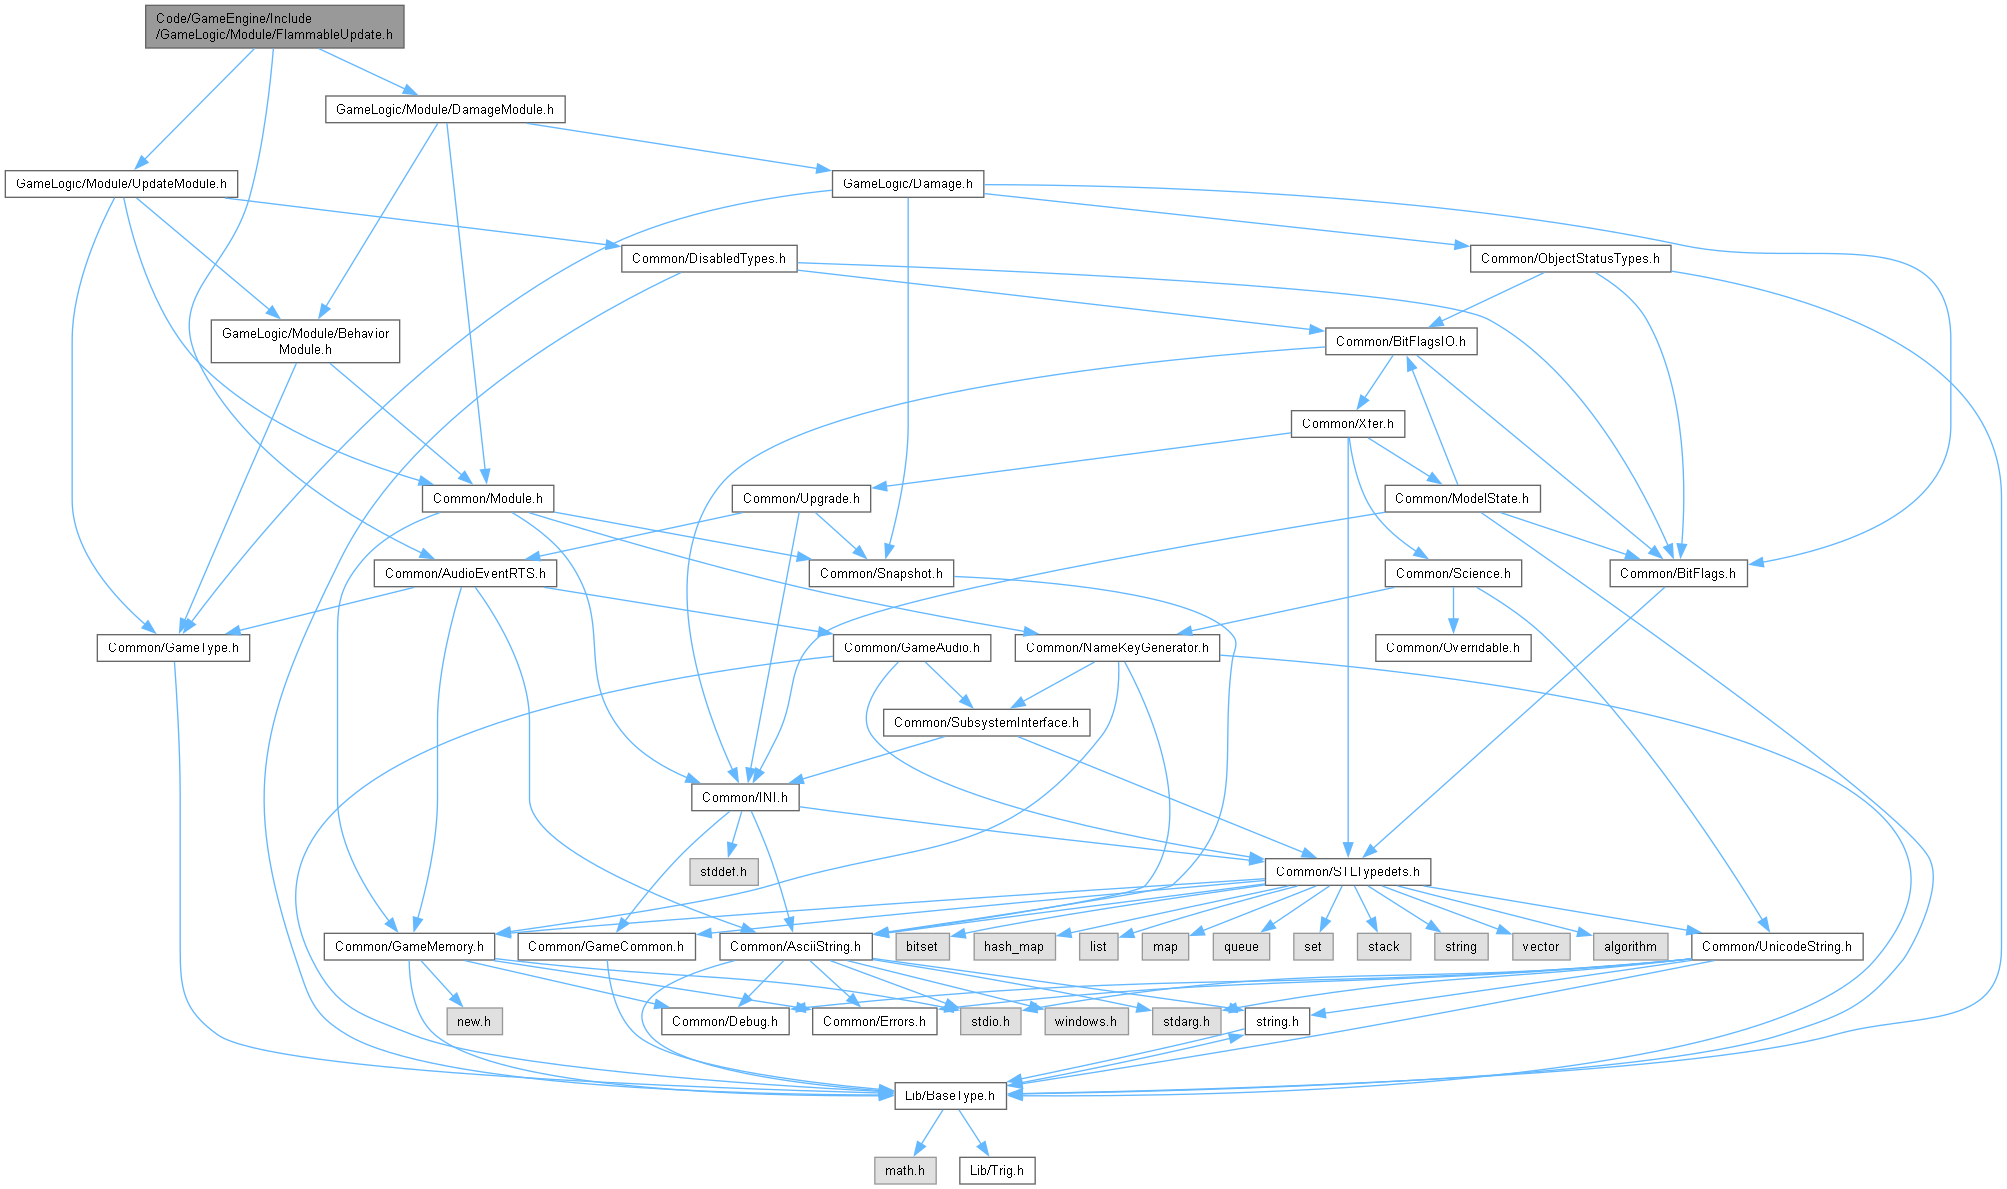 Code/GameEngine/Include
/GameLogic/Module/FlammableUpdate.h
GameLogic/Module/DamageModule.h
GameLogic/Module/UpdateModule.h
GameLogic/Damage.h
Common/DisabledTypes.h
Common/ObjectStatusTypes.h
GameLogic/Module/Behavior
Module.h
Common/BitFlagsIO.h
Common/Xfer.h
Common/Module.h
Common/Upgrade.h
Common/ModelState.h
Common/AudioEventRTS.h
Common/Snapshot.h
Common/Science.h
Common/BitFlags.h
Common/GameType.h
Common/GameAudio.h
Common/NameKeyGenerator.h
Common/Overridable.h
Common/SubsystemInterface.h
Common/INI.h
stddef.h
Common/STLTypedefs.h
Common/GameMemory.h
Common/GameCommon.h
Common/AsciiString.h
bitset
hash_map
list
map
queue
set
stack
string
vector
algorithm
Common/UnicodeString.h
new.h
Common/Debug.h
Common/Errors.h
stdio.h
windows.h
stdarg.h
string.h
Lib/BaseType.h
math.h
Lib/Trig.h